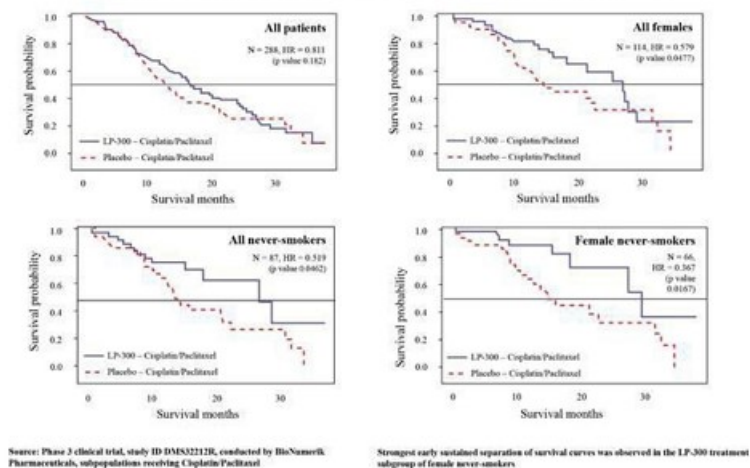 All patients
N = 288, HR = 0.811
(p value 0.182)
Survival probability
1.0
0.8
0.6
0.4
0.2
0.0
LP-300 – Cisplatin/Paclitaxel
Placebo – Cisplatin/Paclitaxel
0 10 20 30
Survival months
All females
N = 114, HR = 0.579
(p value 0.0477)
Survival probability
1.0
0.8
0.6
0.4
0.2
0.0
LP-300 – Cisplatin/Paclitaxel
Placebo – Cisplatin/Paclitaxel
0 10 20 30
Survival months
All never-smokers
N = 87, HR = 0.519
(p value 0.0462)
Survival probability
1.0
0.8
0.6
0.4
0.2
0.0
LP-300 – Cisplatin/Paclitaxel
Placebo – Cisplatin/Paclitaxel
0 10 20 30
Survival months
Female never-smokers
N = 66,
HR = 0.367
(p value
0.0167)
Survival probability
1.0
0.8
0.6
0.4
0.2
0.0
LP-300 – Cisplatin/Paclitaxel
Placebo – Cisplatin/Paclitaxel
0 10 20 30
Survival months
Source: Phase 3 clinical trial, study ID DMS32212R, conducted by BioNumerik
Pharmaceuticals, subpopulations receiving Cisplatin/Paclitaxel
Strongest early sustained separation of survival curves was observed in the LP-300 treatment
subgroup of female never-smokers